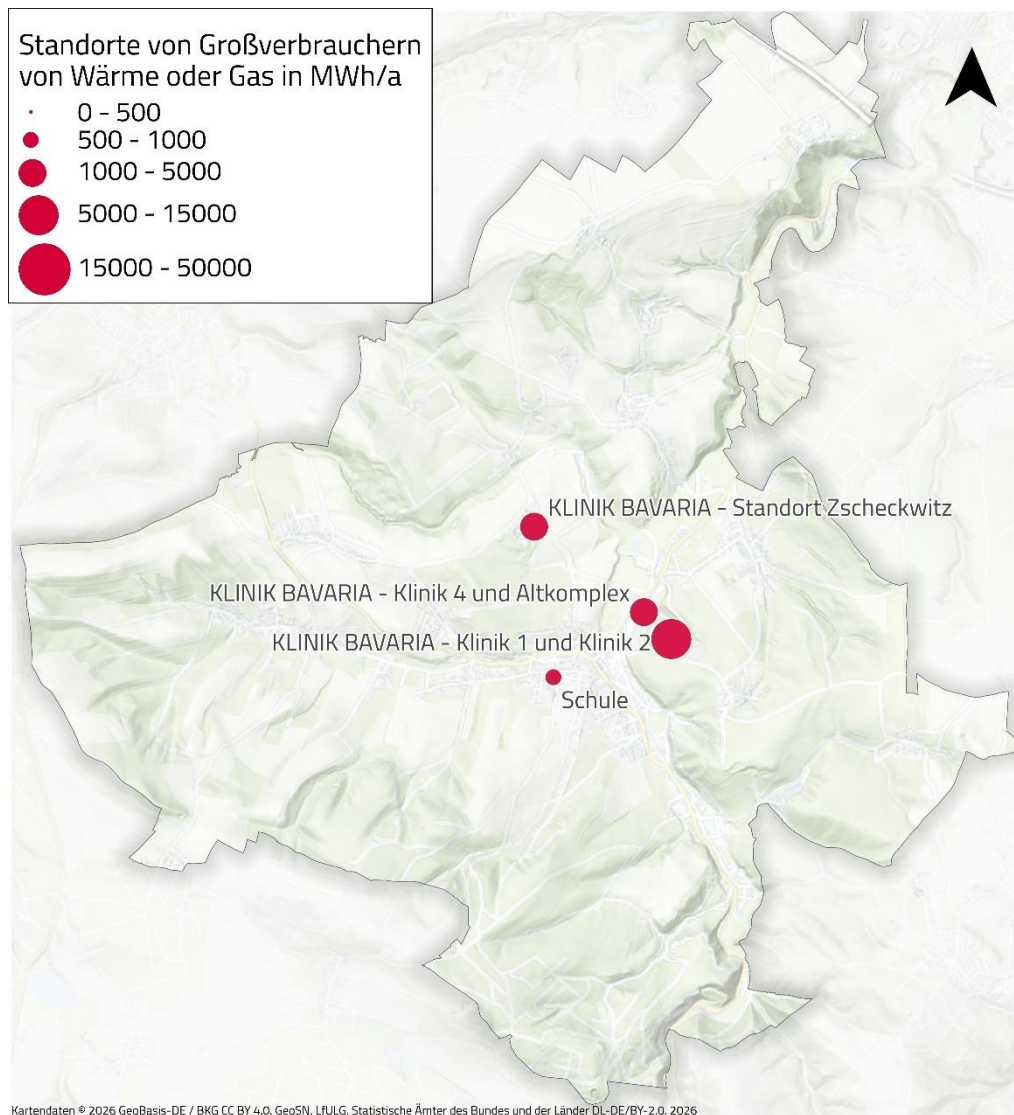 Standorte von Großverbrauchern
von Wärme oder Gas in MWh/a
0 - 500
500 - 1000
1000 - 5000
5000 - 15000
15000 - 50000
KLINIK BAVARIA - Standort Zscheckwitz
KLINIK BAVARIA - Klinik 4 und Altkomplex
KLINIK BAVARIA - Klinik 1 und Klinik 2
Schule
Kartendaten © 2026 GeoBasis-DE / BKG CC BY 4.0, GeoSN, LfULG, Statistische Ämter des Bundes und der Länder DL-DE/BY-2.0, 2026